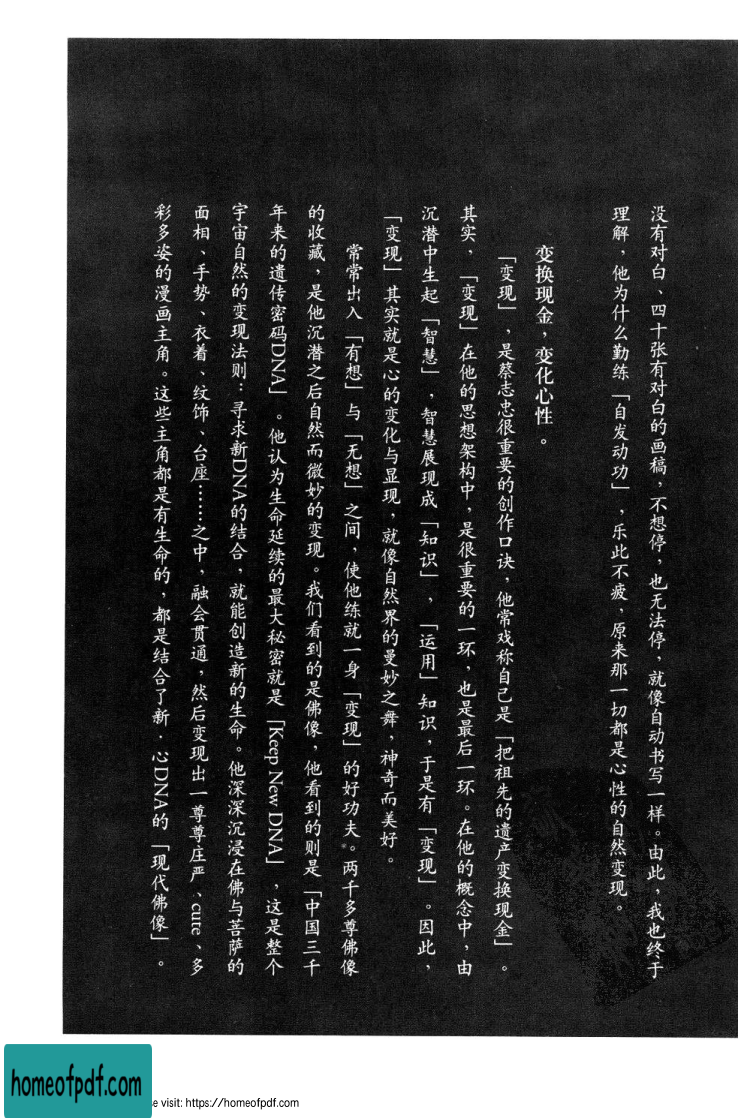 没有对白、四十张有对白的画稿，不想停，也无法停，就像自动书写一样。由此，我也终于
理解，他为什么勤练「自发动功」，乐此不疲、原来那一切都是心性的自然变现。
变换现金，变化心性。
「变现」，是蔡志忠很重要的创作口诀，他常戏称自己是「把祖先的遗产变换现金」。
其实，「变现」在他的思想架构中，是很重要的一环，也是最后一环。在他的概念中，由
沉潜中生起「智慧」，智慧展现成「知识」，「运用」知识，于是有「变现」。因此，
「变现」其实就是心的变化与显现，就像自然界的曼妙之舞，神奇而美好。
常常出入「有想」与「无想」之间，使他练就一身「变现」的好功夫。两千多尊佛像
的收藏，是他沉潜之后自然而微妙的变现。我们看到的是佛像，他看到的则是「中国三千
年来的遗传密码DNA」。他认为生命延续的最大秘密就是「Keep New DNA」，这是整个
宇宙自然的变现法则：寻求新DNA的结合，就能创造新的生命。他深深沉浸在佛与菩萨的
面相、手势、衣着、纹饰、台座……之中，融会贯通，然后变现出一尊尊庄严、cute、多
彩多姿的漫画主角。这些主角都是有生命的，都是结合了新·心DNA的「现代佛像」。
homeofpdf.com
e visit: https://homeofpdf.com